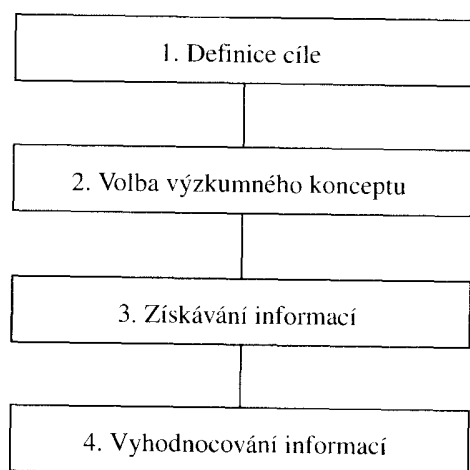 1. Definice cíle
2. Volba výzkumného konceptu
3. Získávání informací
4. Vyhodnocování informací